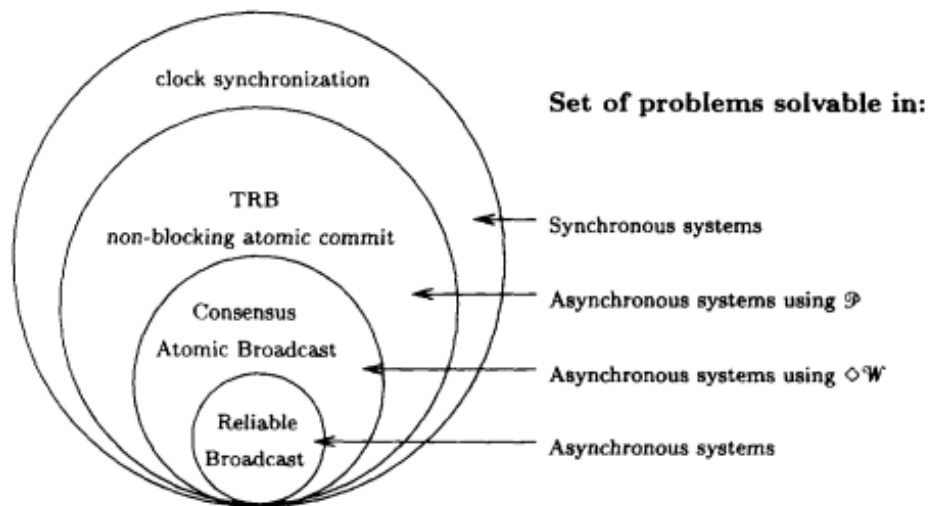 clock synchronization
Set of problems solvable in:
TRB
non-blocking atomic commit
Synchronous systems
Asynchronous systems using 𝒫
Consensus
Atomic Broadcast
Asynchronous systems using ◇𝒲
Reliable
Broadcast
Asynchronous systems